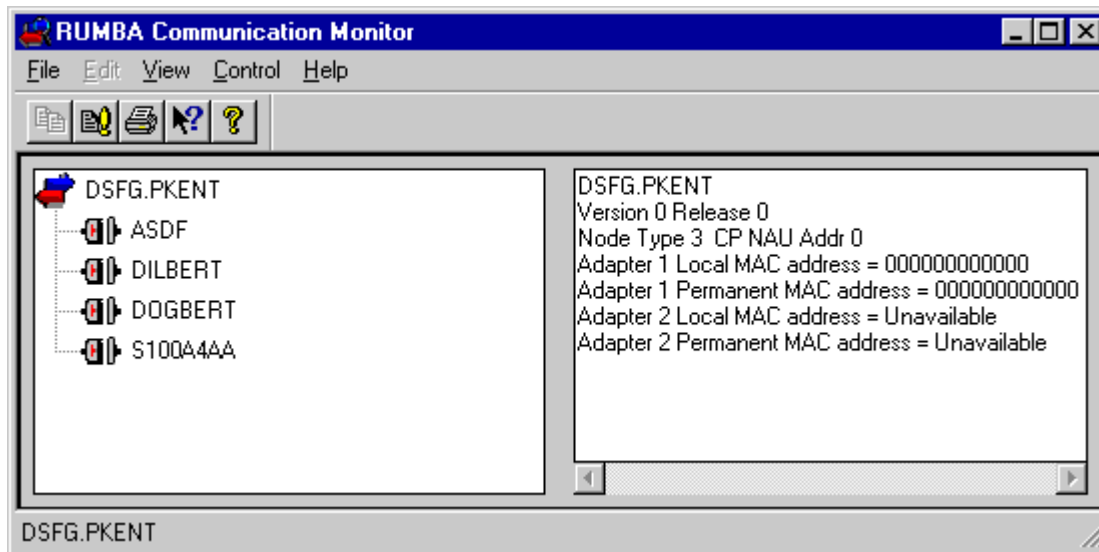 RUMBA Communication Monitor
File Edit View Control Help
DSFG.PKENT
ASDF
DILBERT
DOGBERT
S100A4AA
DSFG.PKENT
Version 0 Release 0
Node Type 3 CP NAU Addr 0
Adapter 1 Local MAC address = 000000000000
Adapter 1 Permanent MAC address = 000000000000
Adapter 2 Local MAC address = Unavailable
Adapter 2 Permanent MAC address = Unavailable
DSFG.PKENT